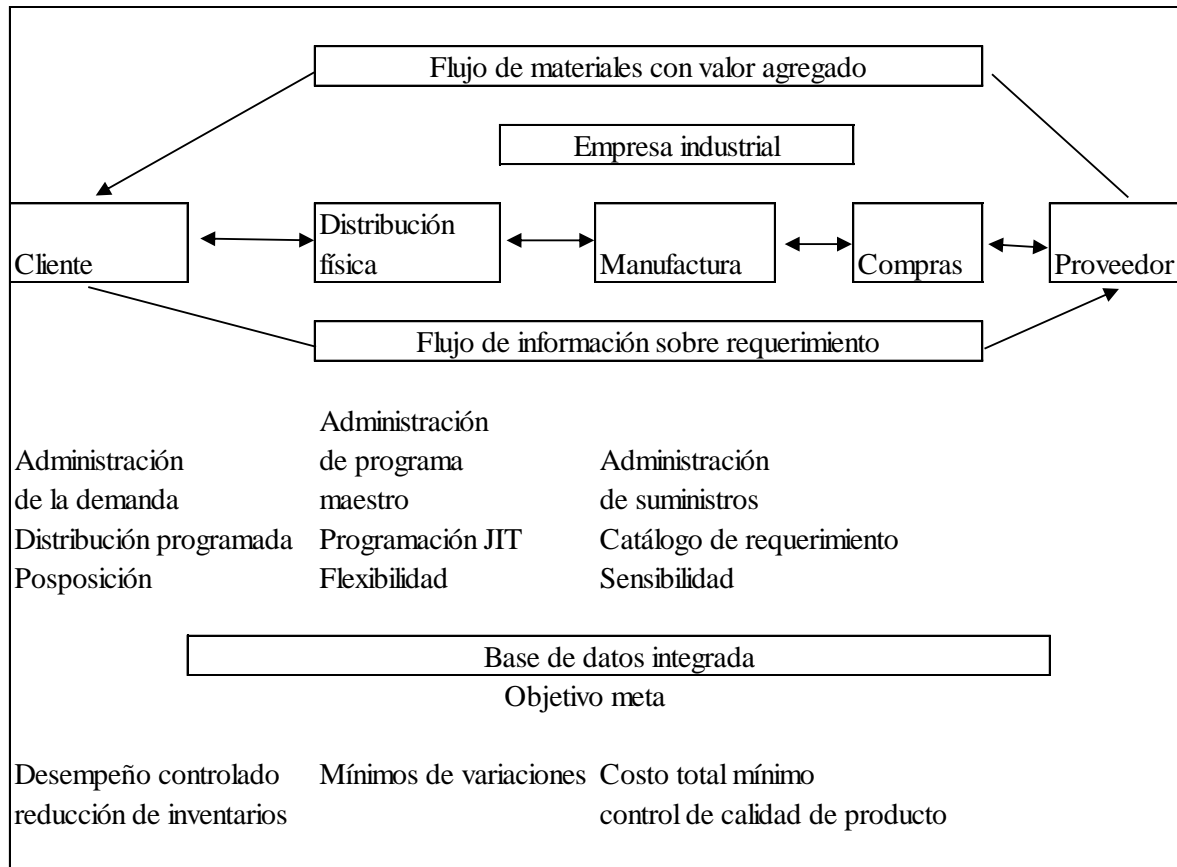 Flujo de materiales con valor agregado
Empresa industrial
Cliente
Distribución
física
Manufactura
Compras
Proveedor
Flujo de información sobre requerimiento
Administración
de la demanda
Distribución programada
Posposición
Administración
de programa
maestro
Programación JIT
Flexibilidad
Administración
de suministros
Catálogo de requerimiento
Sensibilidad
Base de datos integrada
Objetivo meta
Desempeño controlado
reducción de inventarios
Mínimos de variaciones
Costo total mínimo
control de calidad de producto